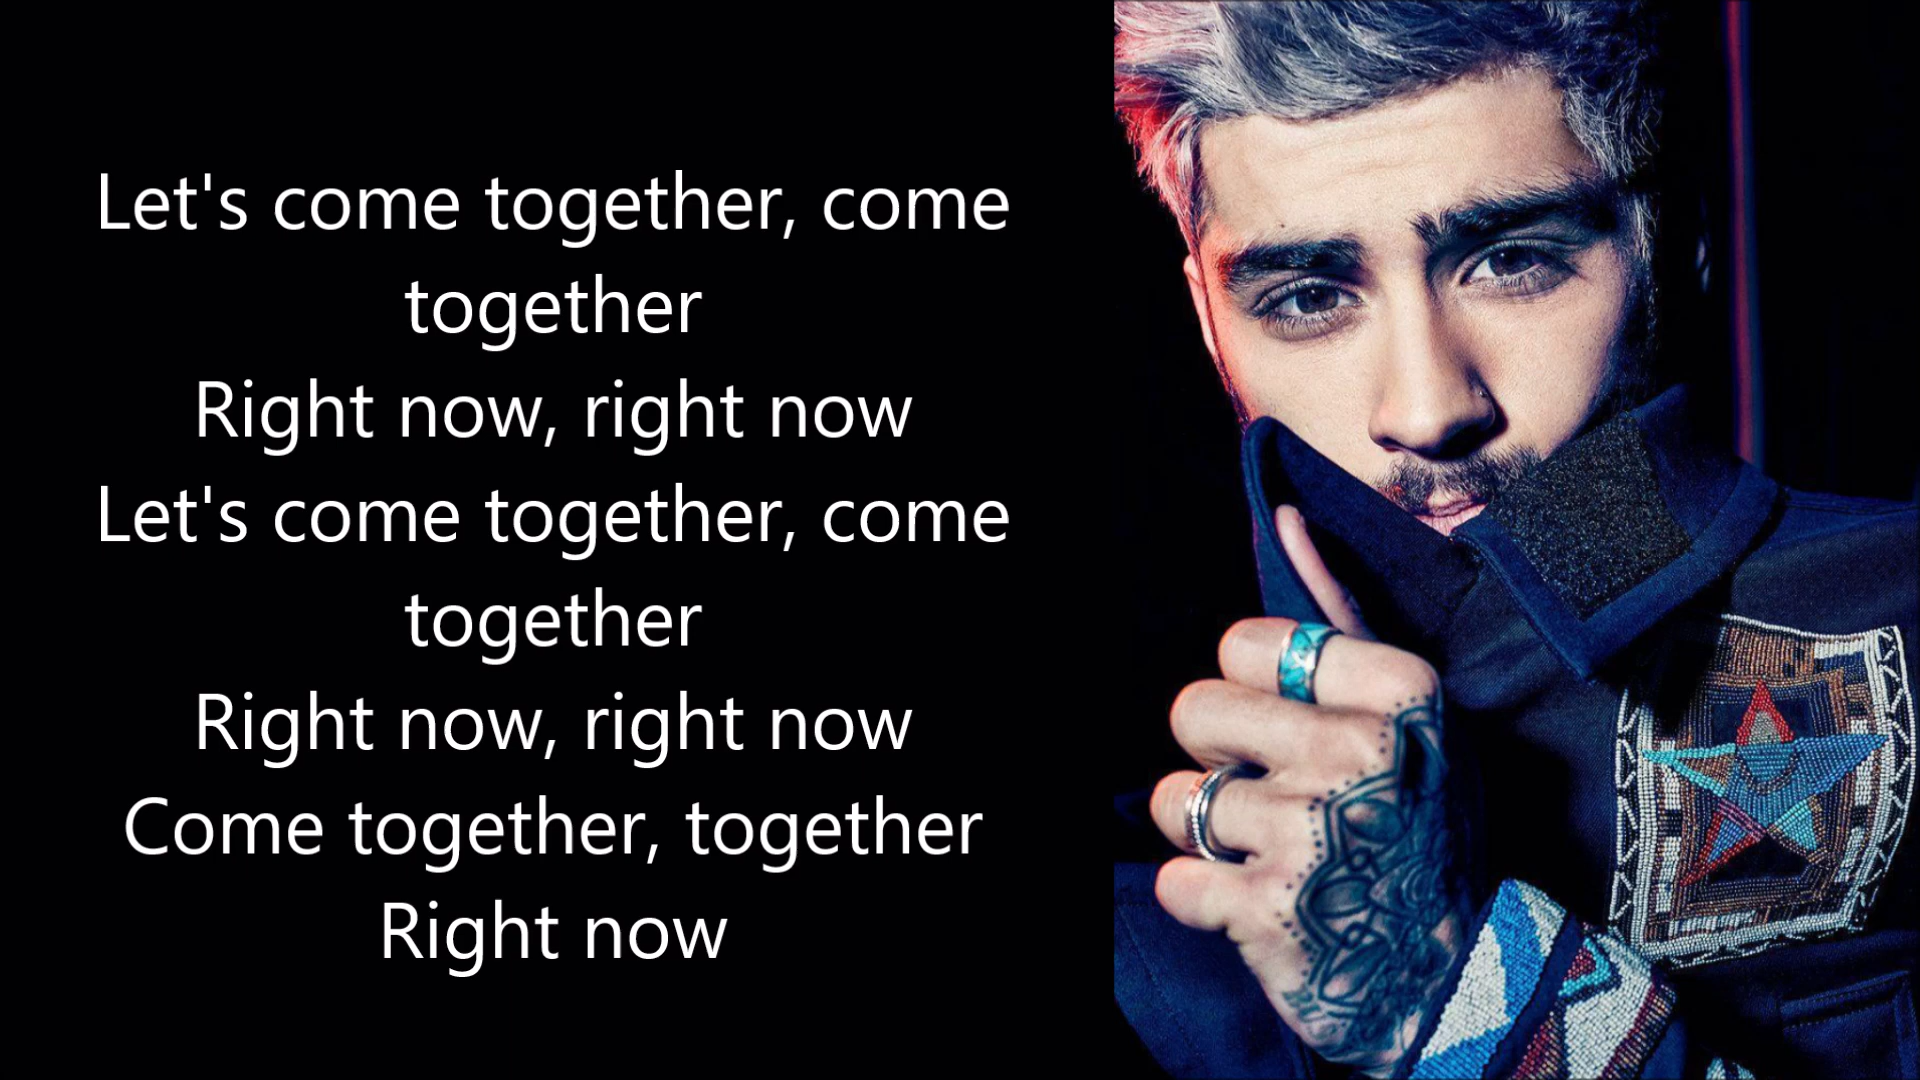 Let's come together, come
together
Right now, right now
Let's come together, come
together
Right now, right now
Come together, together
Right now